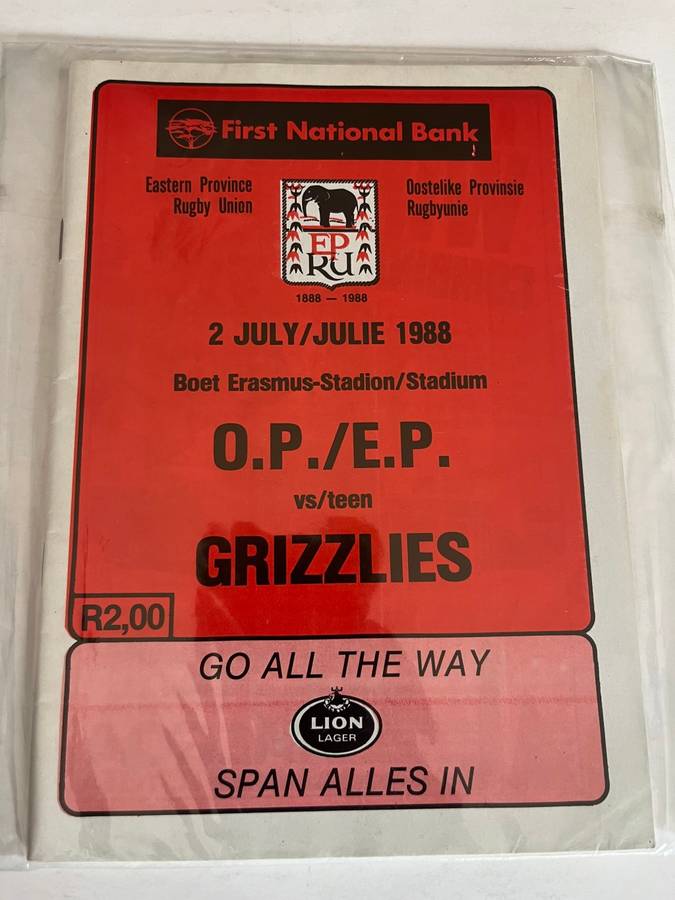 First National Bank
Eastern Province
Rugby Union
Oostelike Provinsie
Rugbyunie
EP
RU
1888 — 1988
2 JULY/JULIE 1988
Boet Erasmus-Stadion/Stadium
O.P./E.P.
vs/teen
GRIZZLIES
R2,00
GO ALL THE WAY
LION
LAGER
SPAN ALLES IN